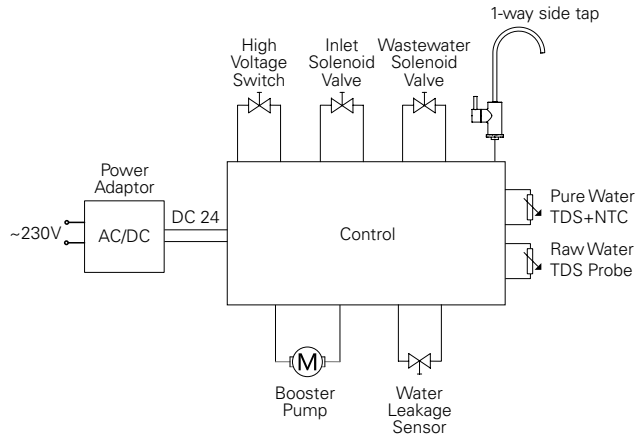 1-way side tap
High
Voltage
Switch
Inlet
Solenoid
Valve
Wastewater
Solenoid
Valve
Power
Adaptor
~230V
AC/DC
DC 24
Control
Pure Water
TDS+NTC
Raw Water
TDS Probe
M
Booster
Pump
Water
Leakage
Sensor